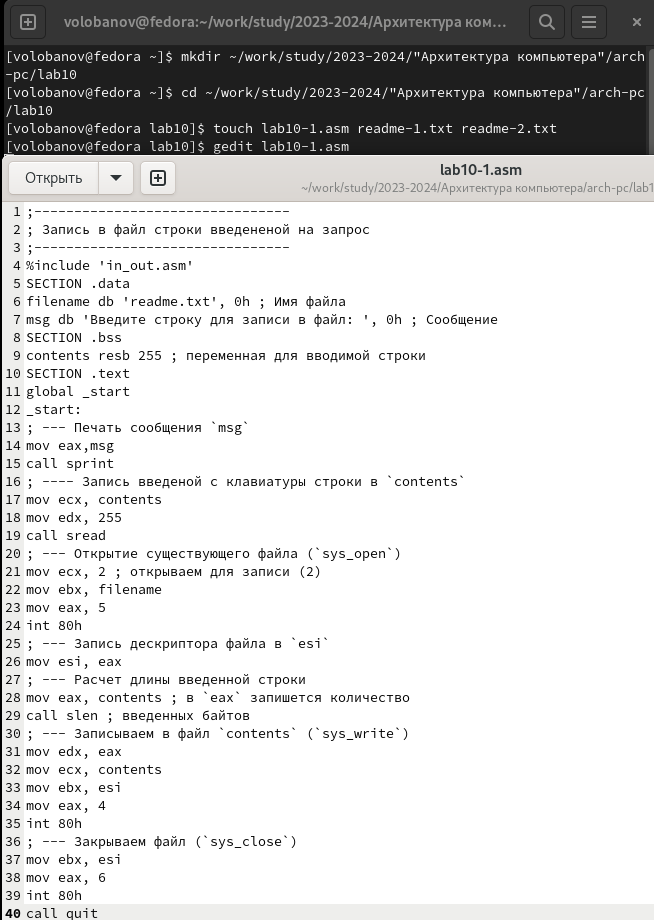 volobanov@fedora:~/work/study/2023-2024/Архитектура ком...
[volobanov@fedora ~]$ mkdir ~/work/study/2023-2024/"Архитектура компьютера"/arch
-pc/lab10
[volobanov@fedora ~]$ cd ~/work/study/2023-2024/"Архитектура компьютера"/arch-pc
/lab10
[volobanov@fedora lab10]$ touch lab10-1.asm readme-1.txt readme-2.txt
[volobanov@fedora lab10]$ gedit lab10-1.asm
Открыть
lab10-1.asm
~/work/study/2023-2024/Архитектура компьютера/arch-pc/lab1
1 ;--------------------------------
2 ; Запись в файл строки введененой на запрос
3 ;--------------------------------
4 %include 'in_out.asm'
5 SECTION .data
6 filename db 'readme.txt', 0h ; Имя файла
7 msg db 'Введите строку для записи в файл: ', 0h ; Сообщение
8 SECTION .bss
9 contents resb 255 ; переменная для вводимой строки
10 SECTION .text
11 global _start
12 _start:
13 ; --- Печать сообщения `msg`
14 mov eax,msg
15 call sprint
16 ; ---- Запись введеной с клавиатуры строки в `contents`
17 mov ecx, contents
18 mov edx, 255
19 call sread
20 ; --- Открытие существующего файла (`sys_open`)
21 mov ecx, 2 ; открываем для записи (2)
22 mov ebx, filename
23 mov eax, 5
24 int 80h
25 ; --- Запись дескриптора файла в `esi`
26 mov esi, eax
27 ; --- Расчет длины введенной строки
28 mov eax, contents ; в `eax` запишется количество
29 call slen ; введенных байтов
30 ; --- Записываем в файл `contents` (`sys_write`)
31 mov edx, eax
32 mov ecx, contents
33 mov ebx, esi
34 mov eax, 4
35 int 80h
36 ; --- Закрываем файл (`sys_close`)
37 mov ebx, esi
38 mov eax, 6
39 int 80h
40 call quit